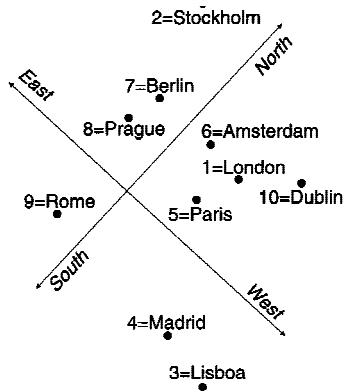 2=Stockholm
North
East
7=Berlin
8=Prague
6=Amsterdam
1=London
10=Dublin
9=Rome
5=Paris
South
West
4=Madrid
3=Lisboa